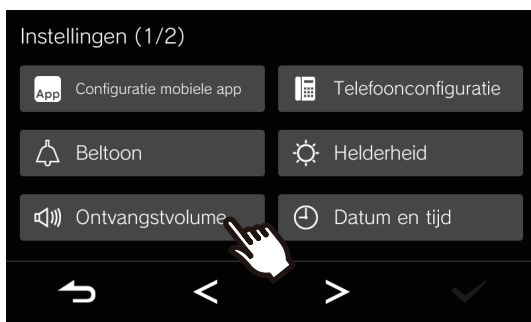 Instellingen (1/2)
App Configuratie mobiele app
Telefoonconfiguratie
Beltoon
Helderheid
Ontvangstvolume
Datum en tijd